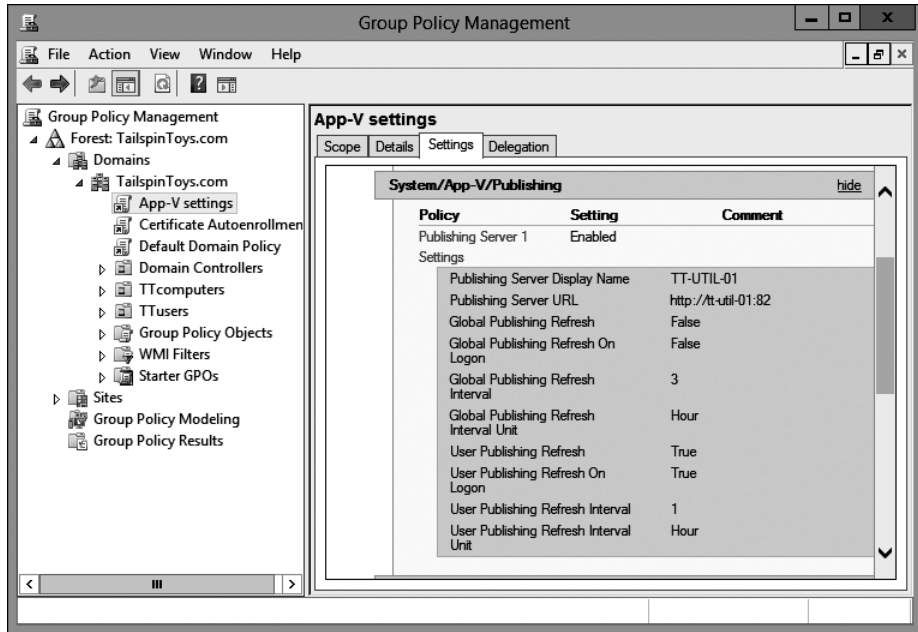 Group Policy Management
File Action View Window Help
Group Policy Management
Forest: TailspinToys.com
Domains
TailspinToys.com
App-V settings
Certificate Autoenrollmen
Default Domain Policy
Domain Controllers
TTcomputers
TTusers
Group Policy Objects
WMI Filters
Starter GPOs
Sites
Group Policy Modeling
Group Policy Results
App-V settings
Scope Details Settings Delegation
System/App-V/Publishing hide
Policy Setting Comment
Publishing Server 1 Enabled
Settings
Publishing Server Display Name TT-UTIL-01
Publishing Server URL http://tt-util-01:82
Global Publishing Refresh False
Global Publishing Refresh On False
Logon
Global Publishing Refresh 3
Interval
Global Publishing Refresh Hour
Interval Unit
User Publishing Refresh True
User Publishing Refresh On True
Logon
User Publishing Refresh Interval 1
User Publishing Refresh Interval Hour
Unit